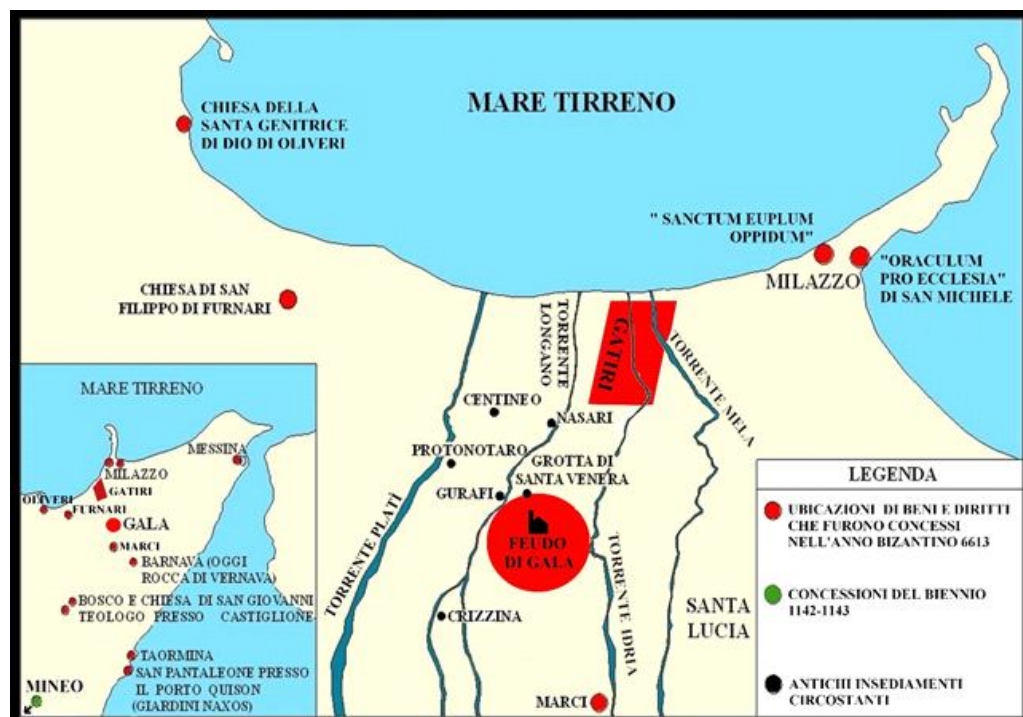 MARE TIRRENO
CHIESA DELLA
SANTA GENITRICE
DI DIO DI OLIVERI
" SANCTUM EUPLUM
OPPIDUM"
MILAZZO
"ORACULUM
PRO ECCLESIA"
DI SAN MICHELE
CHIESA DI SAN
FILIPPO DI FURNARI
TORRENTE
LONGANO
GATIRI
TORRENTE MELA
CENTINEO
NASARI
PROTONOTARO
GROTTA DI
SANTA VENERA
GURAFI
FEUDO
DI GALA
TORRENTE PLATÌ
TORRENTE IDRIA
CRIZZINA
SANTA
LUCIA
MARCI
MARE TIRRENO
MESSINA
MILAZZO
GATIRI
OLIVERI
FURNARI
GALA
MARCI
BARNAVA (OGGI
ROCCA DI VERNAVA)
BOSCO E CHIESA DI SAN GIOVANNI
TEOLOGO PRESSO CASTIGLIONE
TAORMINA
SAN PANTALEONE PRESSO
IL PORTO QUISON
(GIARDINI NAXOS)
MINEO
LEGENDA
UBICAZIONI DI BENI E DIRITTI
CHE FURONO CONCESSI
NELL'ANNO BIZANTINO 6613
CONCESSIONI DEL BIENNIO
1142-1143
ANTICHI INSEDIAMENTI
CIRCOSTANTI